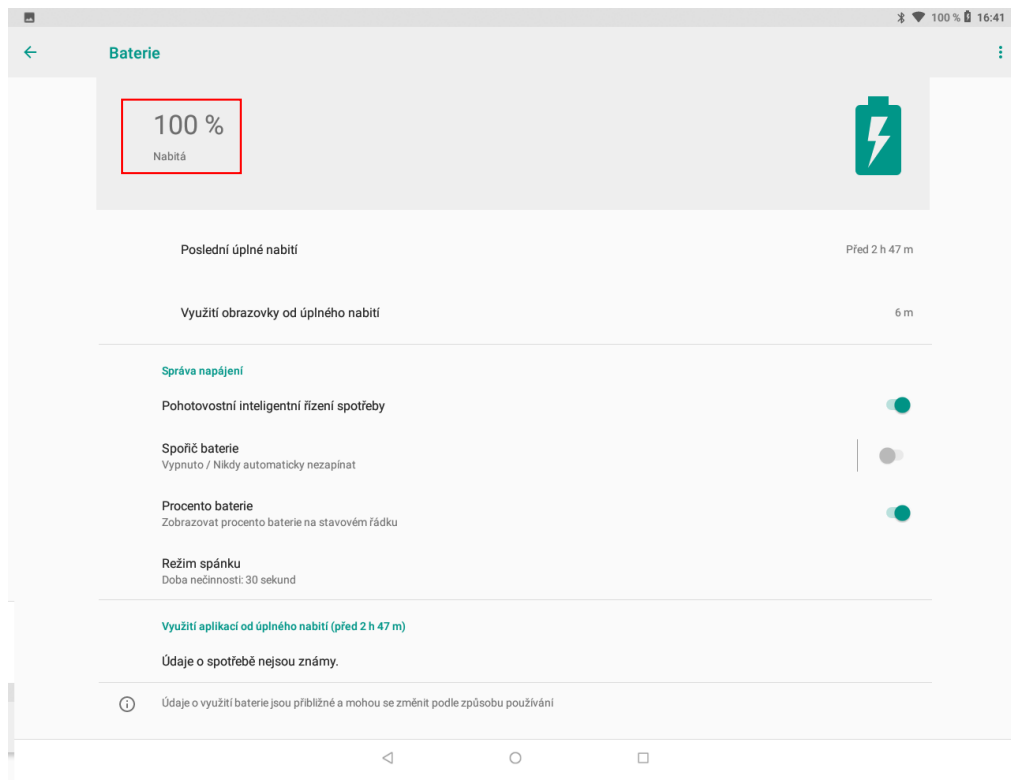 100 % 16:41
Baterie
100 %
Nabitá
Poslední úplné nabití
Před 2 h 47 m
Využití obrazovky od úplného nabití
6 m
Správa napájení
Pohotovostní inteligentní řízení spotřeby
Spořič baterie
Vypnuto / Nikdy automaticky nezapínat
Procento baterie
Zobrazovat procento baterie na stavovém řádku
Režim spánku
Doba nečinnosti: 30 sekund
Využití aplikací od úplného nabití (před 2 h 47 m)
Údaje o spotřebě nejsou známy.
Údaje o využití baterie jsou přibližné a mohou se změnit podle způsobu používání